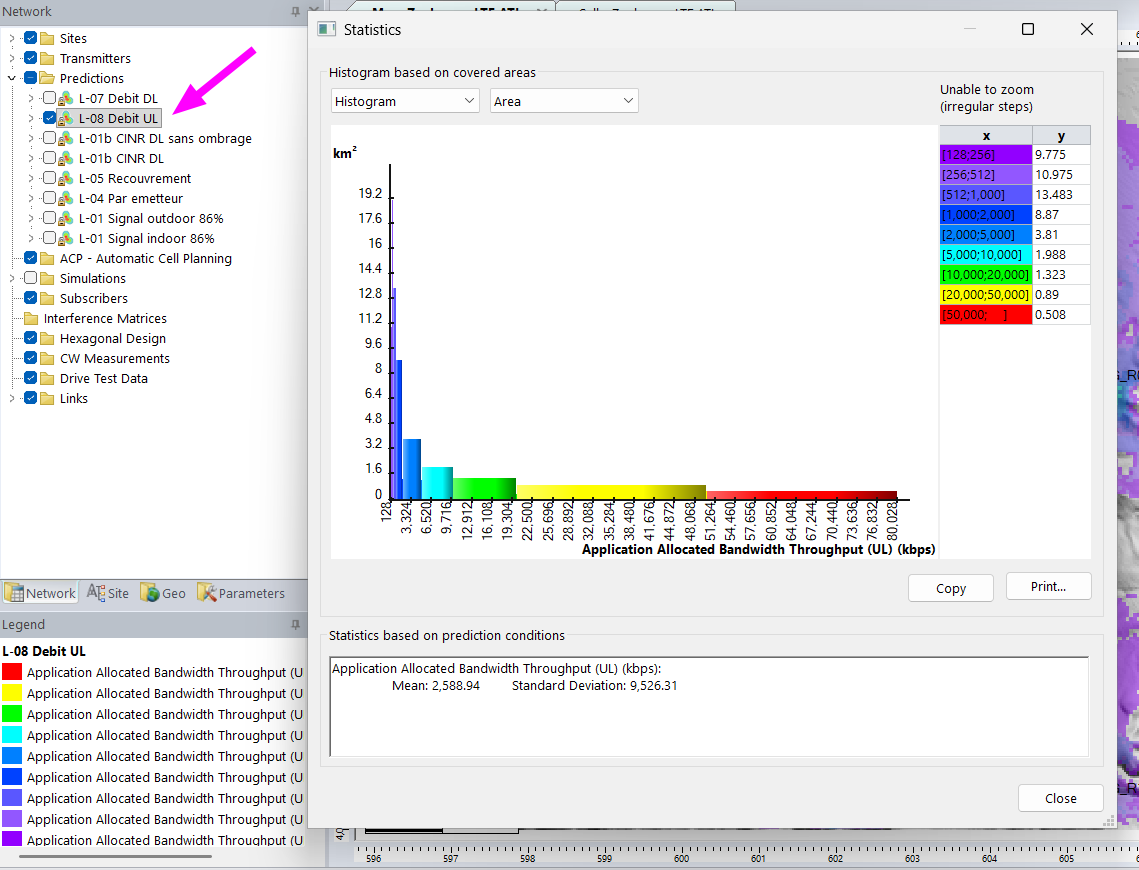 Network
Sites
Transmitters
Predictions
L-07 Debit DL
L-08 Debit UL
L-01b CINR DL sans ombrage
L-01b CINR DL
L-05 Recouvrement
L-04 Par emetteur
L-01 Signal outdoor 86%
L-01 Signal indoor 86%
ACP - Automatic Cell Planning
Simulations
Subscribers
Interference Matrices
Hexagonal Design
CW Measurements
Drive Test Data
Links
Network
Site
Geo
Parameters
Legend
L-08 Debit UL
Application Allocated Bandwidth Throughput (U
Application Allocated Bandwidth Throughput (U
Application Allocated Bandwidth Throughput (U
Application Allocated Bandwidth Throughput (U
Application Allocated Bandwidth Throughput (U
Application Allocated Bandwidth Throughput (U
Application Allocated Bandwidth Throughput (U
Application Allocated Bandwidth Throughput (U
Application Allocated Bandwidth Throughput (U
Statistics
Histogram based on covered areas
Histogram
Area
Unable to zoom
(irregular steps)
km²
19.2
17.6
16
14.4
12.8
11.2
9.6
8
6.4
4.8
3.2
1.6
0
128
3,324
6,520
9,716
12,912
16,108
19,304
22,500
25,696
28,892
32,088
35,284
38,480
41,676
44,872
48,068
51,264
54,460
57,656
60,852
64,048
67,244
70,440
73,636
76,832
80,028
Application Allocated Bandwidth Throughput (UL) (kbps)
x y
[128;256] 9.775
[256;512] 10.975
[512;1,000] 13.483
[1,000;2,000] 8.87
[2,000;5,000] 3.81
[5,000;10,000] 1.988
[10,000;20,000] 1.323
[20,000;50,000] 0.89
[50,000; ] 0.508
Copy
Print...
Statistics based on prediction conditions
Application Allocated Bandwidth Throughput (UL) (kbps):
Mean: 2,588.94 Standard Deviation: 9,526.31
Close
596 597 598 599 600 601 602 603 604 605